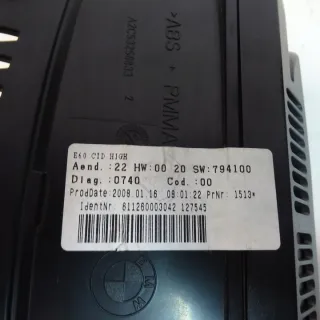 >ABS + PMMA<
E60 CID HIGH
Aend.:22 HW:00 20 SW:794100
Diag.:0740 Cod.:00
ProdDate:2008.01.16 08:01:22 PrNr: 1513*
IdentNr: 611260003042 127545
BMW